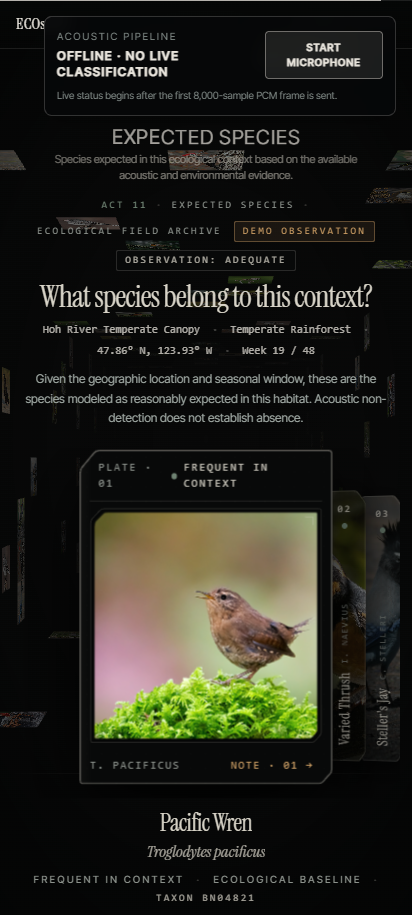 ECOs
ACOUSTIC PIPELINE
OFFLINE · NO LIVE
CLASSIFICATION
START
MICROPHONE
Live status begins after the first 8,000-sample PCM frame is sent.
EXPECTED SPECIES
Species expected in this ecological context based on the available
acoustic and environmental evidence.
ACT 11 · EXPECTED SPECIES ·
ECOLOGICAL FIELD ARCHIVE DEMO OBSERVATION
OBSERVATION: ADEQUATE
What species belong to this context?
Hoh River Temperate Canopy · Temperate Rainforest ·
47.86° N, 123.93° W · Week 19 / 48
Given the geographic location and seasonal window, these are the
species modeled as reasonably expected in this habitat. Acoustic non-
detection does not establish absence.
PLATE ·
01
FREQUENT IN
CONTEXT
T. PACIFICUS NOTE · 01 →
02
Varied Thrush I. NAEVIUS
03
Steller's Jay C. STELLERI
Pacific Wren
Troglodytes pacificus
FREQUENT IN CONTEXT · ECOLOGICAL BASELINE ·
TAXON BN04821